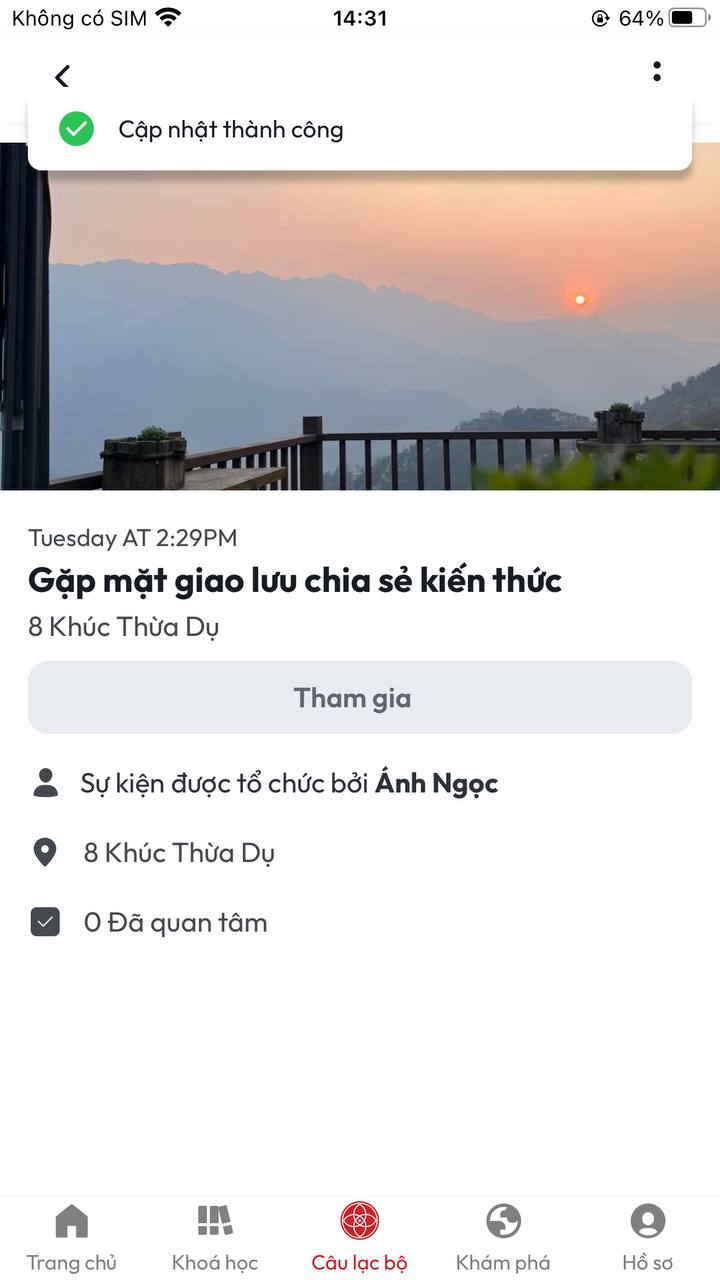 Không có SIM
14:31
64%
Cập nhật thành công
Tuesday AT 2:29PM
Gặp mặt giao lưu chia sẻ kiến thức
8 Khúc Thừa Dụ
Tham gia
Sự kiện được tổ chức bởi Ánh Ngọc
8 Khúc Thừa Dụ
0 Đã quan tâm
Trang chủ
Khoá học
Câu lạc bộ
Khám phá
Hồ sơ